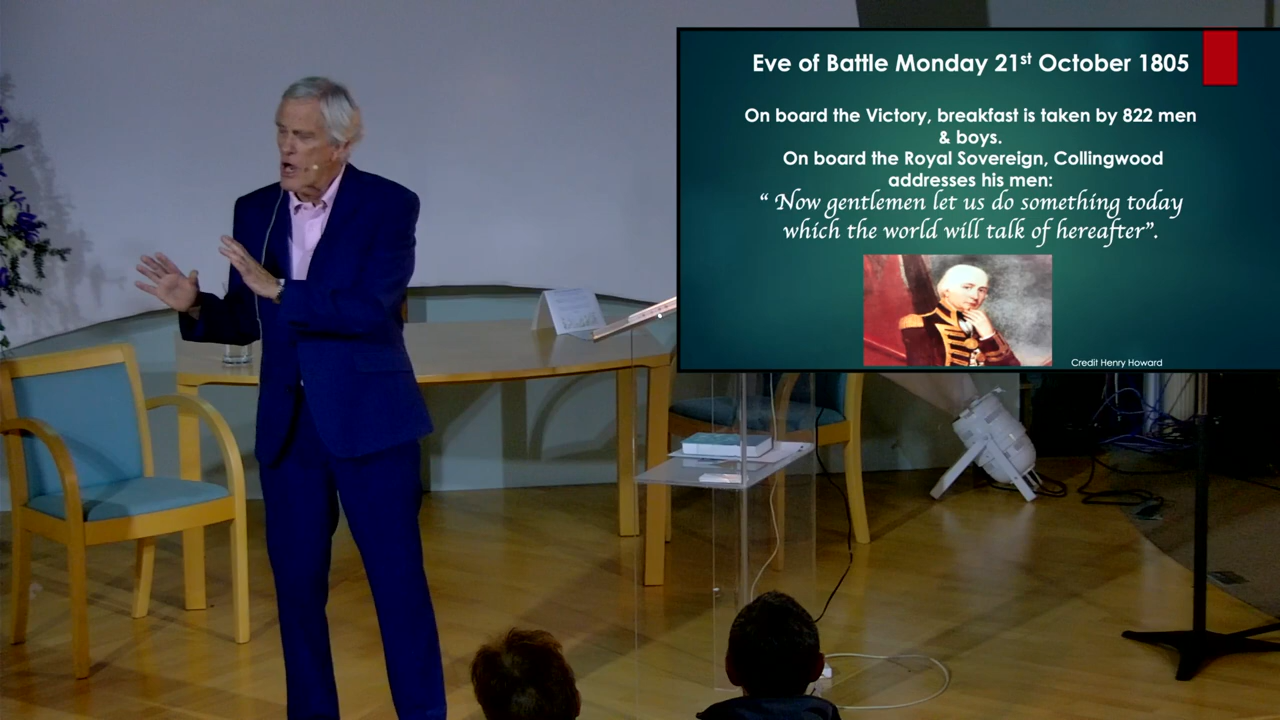 Eve of Battle Monday 21st October 1805
On board the Victory, breakfast is taken by 822 men
& boys.
On board the Royal Sovereign, Collingwood
addresses his men:
“ Now gentlemen let us do something today
which the world will talk of hereafter”.
Credit Henry Howard